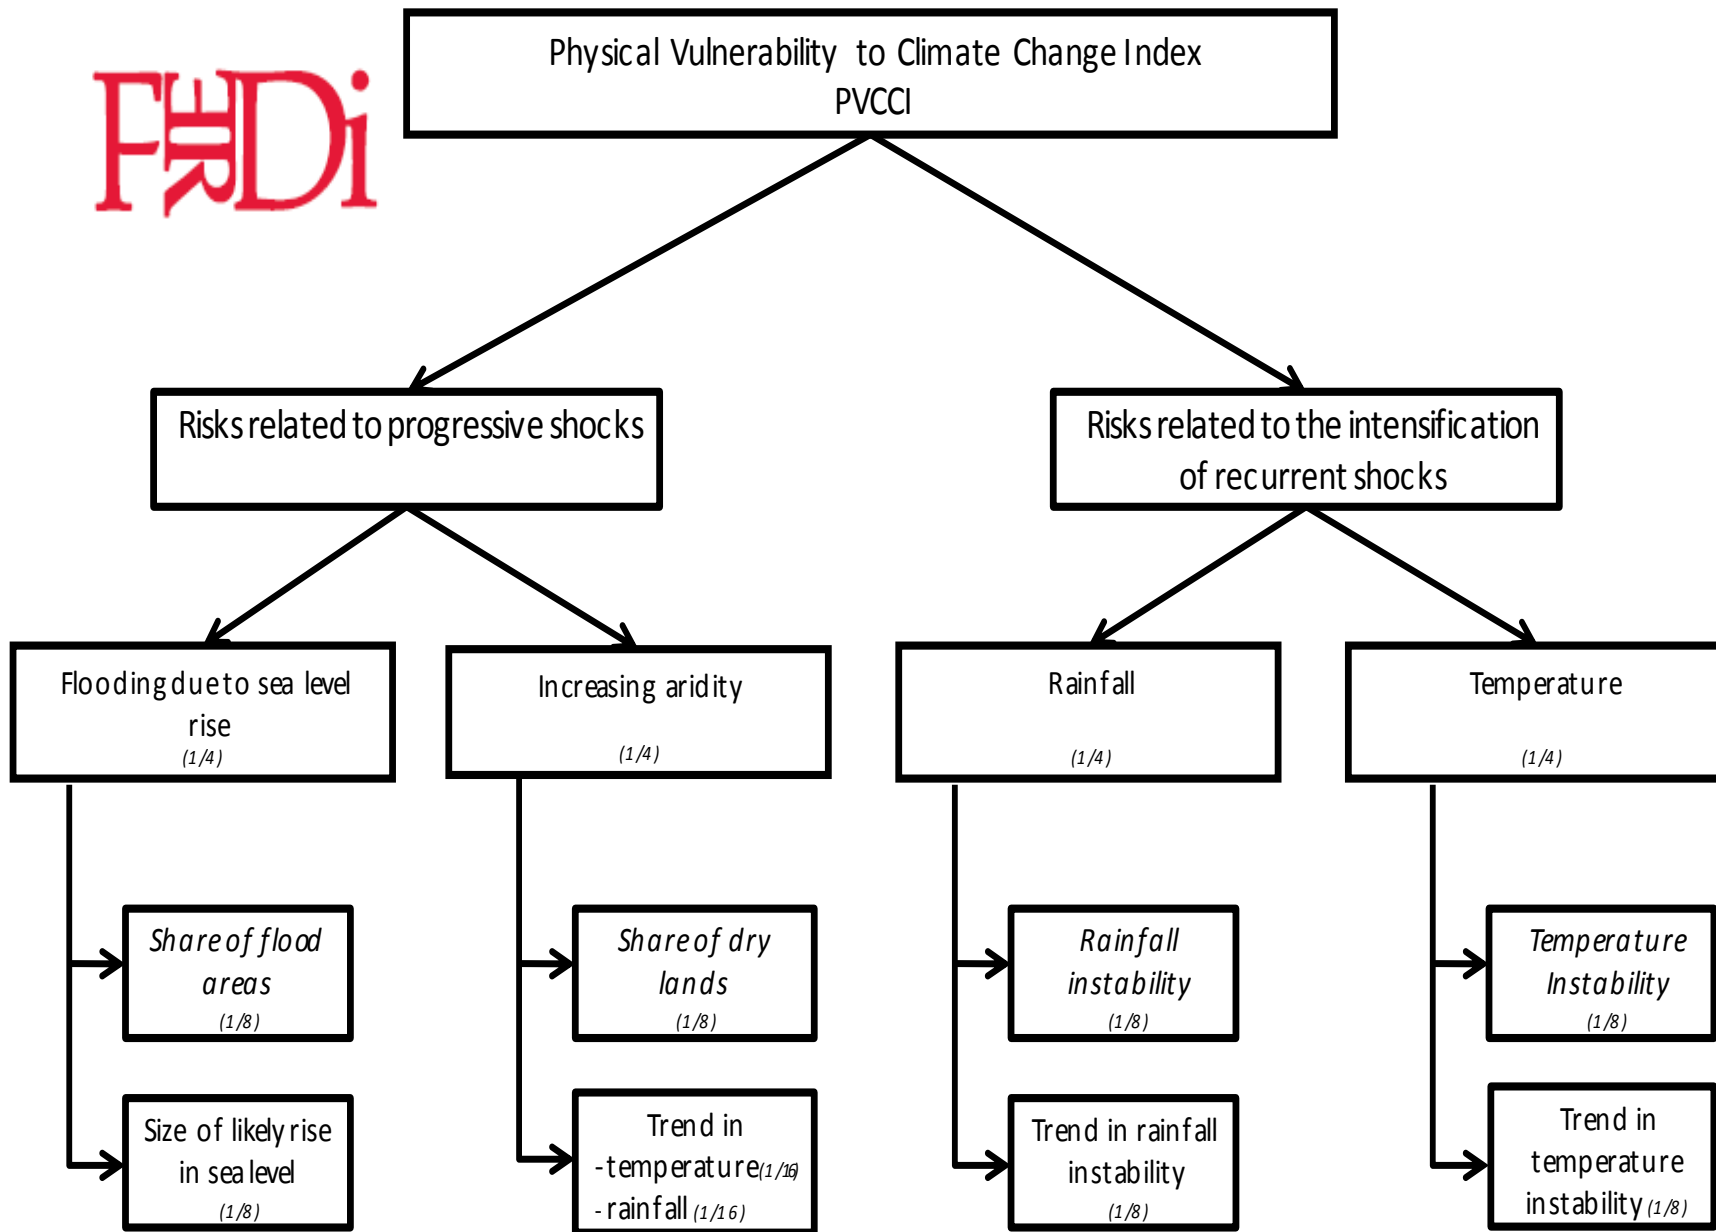 FERDi
Physical Vulnerability to Climate Change Index
PVCCI
Risks related to progressive shocks
Risks related to the intensification
of recurrent shocks
Flooding due to sea level
rise
(1/4)
Increasing aridity
(1/4)
Rainfall
(1/4)
Temperature
(1/4)
Share of flood
areas
(1/8)
Share of dry
lands
(1/8)
Rainfall
instability
(1/8)
Temperature
Instability
(1/8)
Size of likely rise
in sea level
(1/8)
Trend in
- temperature (1/16)
- rainfall (1/16)
Trend in rainfall
instability
(1/8)
Trend in
temperature
instability (1/8)